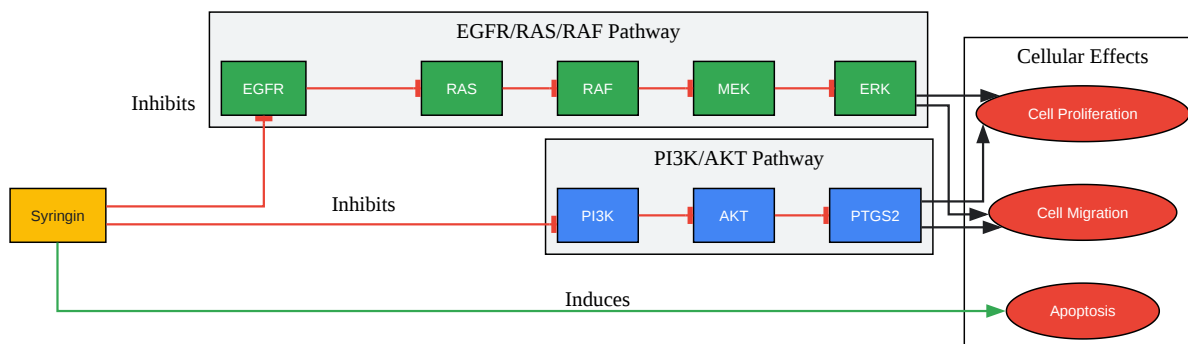 EGFR/RAS/RAF Pathway
Cellular Effects
EGFR
RAS
RAF
MEK
ERK
Inhibits
Cell Proliferation
PI3K/AKT Pathway
Syringin
Inhibits
PI3K
AKT
PTGS2
Cell Migration
Induces
Apoptosis